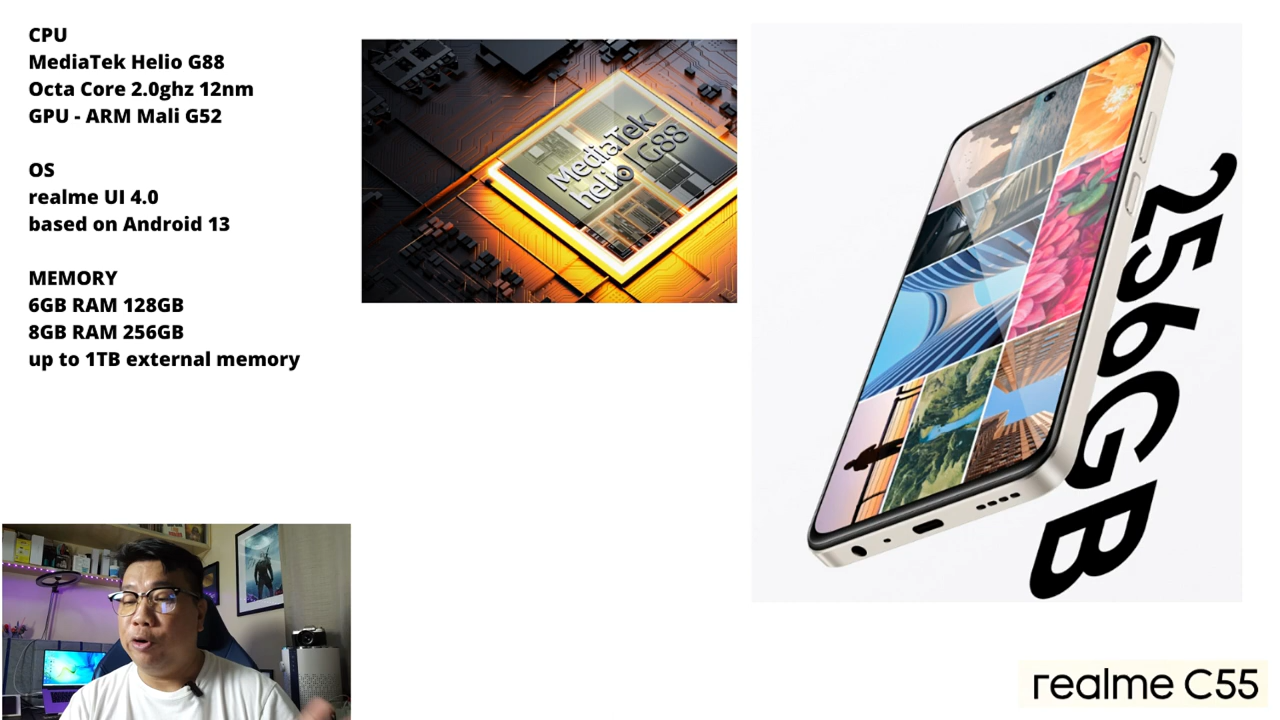 CPU
MediaTek Helio G88
Octa Core 2.0ghz 12nm
GPU - ARM Mali G52
OS
realme UI 4.0
based on Android 13
MEMORY
6GB RAM 128GB
8GB RAM 256GB
up to 1TB external memory
MediaTek
helio G88
256GB
realme C55